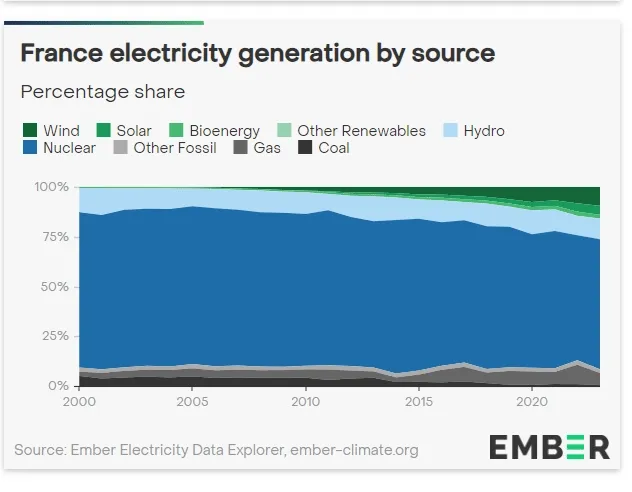 France electricity generation by source
Percentage share
Wind Solar Bioenergy Other Renewables Hydro
Nuclear Other Fossil Gas Coal
100%
75%
50%
25%
0%
2000 2005 2010 2015 2020
Source: Ember Electricity Data Explorer, ember-climate.org
EMBER